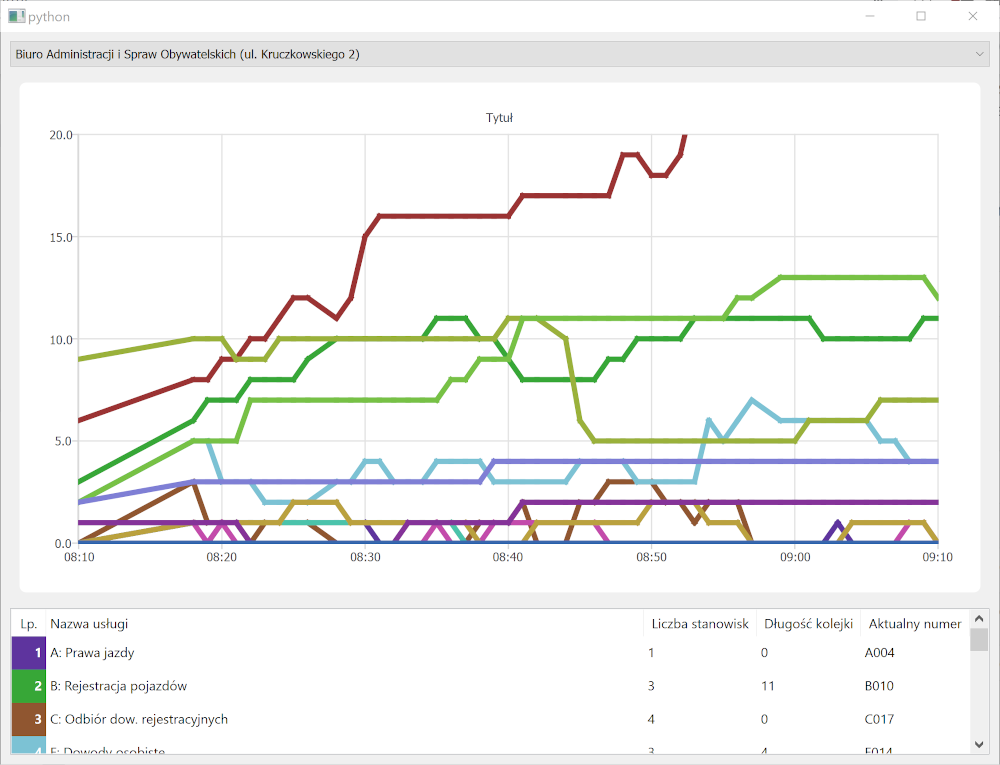 python
Biuro Administracji i Spraw Obywatelskich (ul. Kruczkowskiego 2)
Tytuł
20.0
15.0
10.0
5.0
0.0
08:10 08:20 08:30 08:40 08:50 09:00 09:10
Lp. Nazwa usługi Liczba stanowisk Długość kolejki Aktualny numer
1 A: Prawa jazdy 1 0 A004
2 B: Rejestracja pojazdów 3 11 B010
3 C: Odbiór dow. rejestracyjnych 4 0 C017
4 Dowody osobiste 3 4